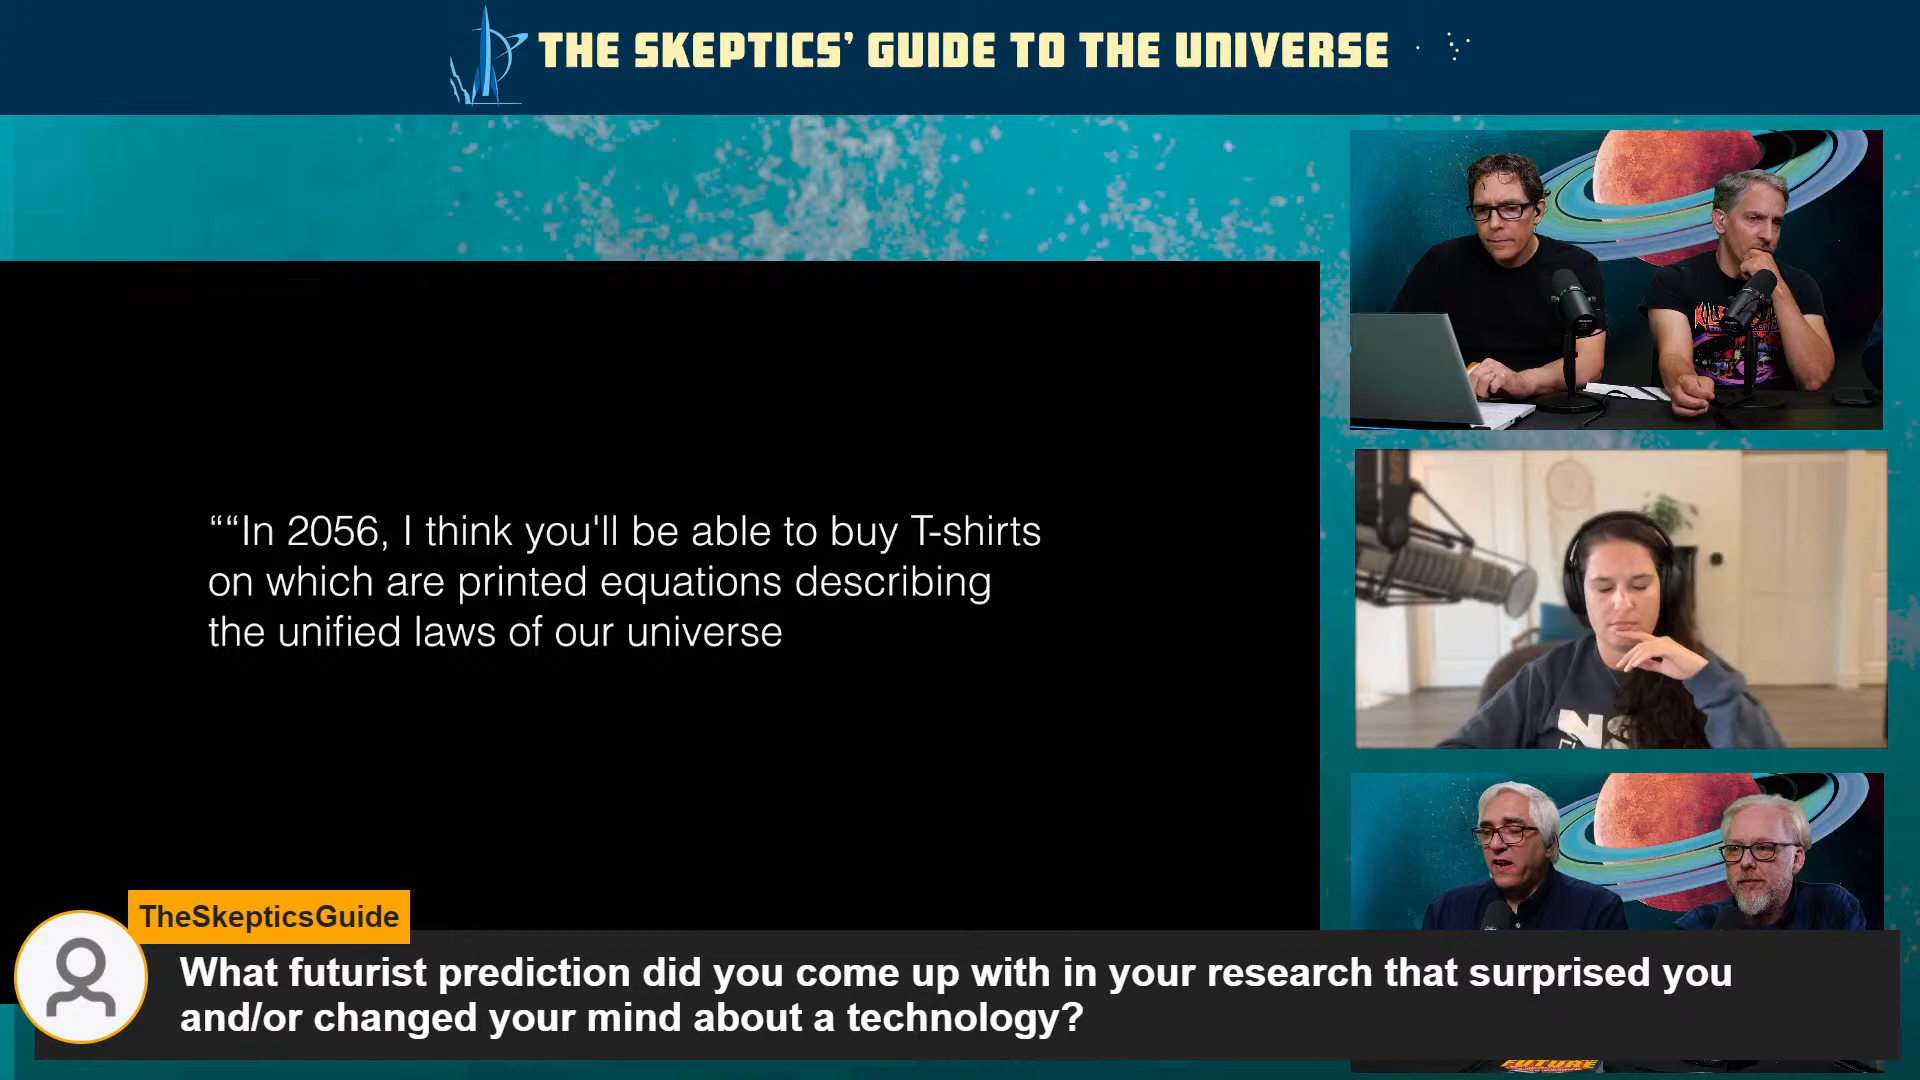 THE SKEPTICS' GUIDE TO THE UNIVERSE
““In 2056, I think you'll be able to buy T-shirts
on which are printed equations describing
the unified laws of our universe
TheSkepticsGuide
What futurist prediction did you come up with in your research that surprised you
and/or changed your mind about a technology?
FUTURE